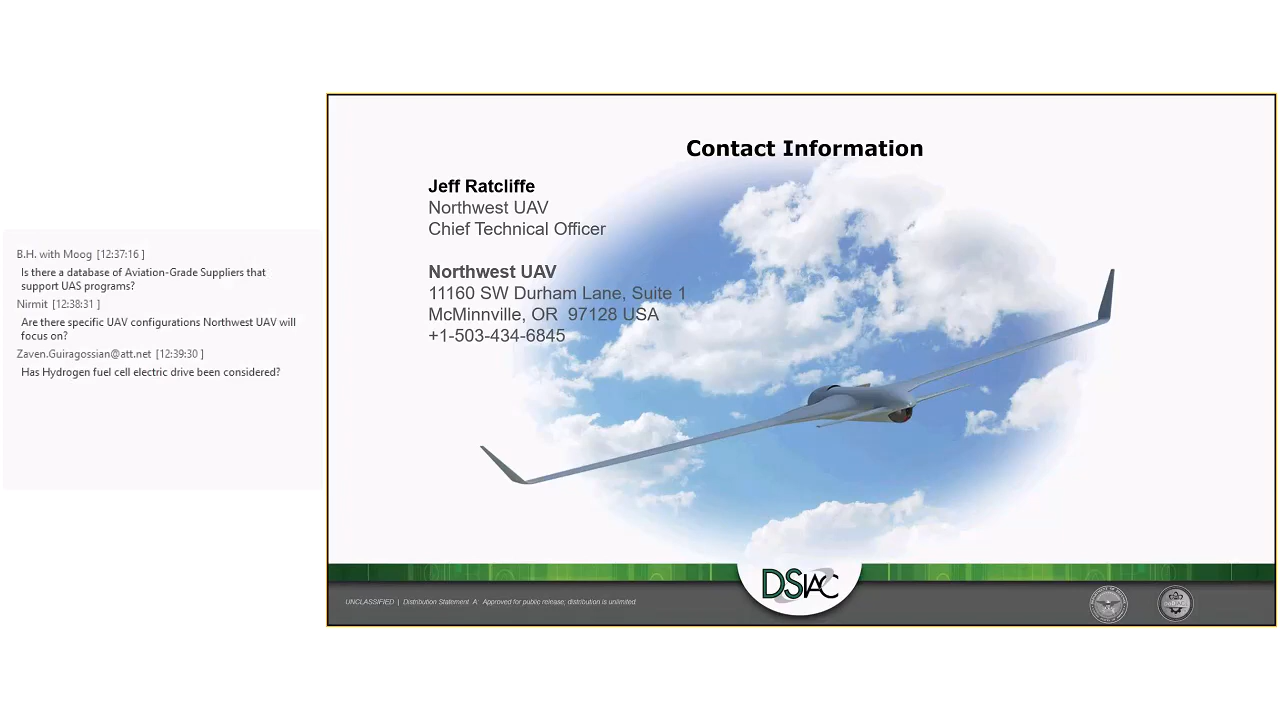 B.H. with Moog [12:37:16 ]
Is there a database of Aviation-Grade Suppliers that
support UAS programs?
Nirmit [12:38:31 ]
Are there specific UAV configurations Northwest UAV will
focus on?
Zaven.Guiragossian@att.net [12:39:30 ]
Has Hydrogen fuel cell electric drive been considered?
Contact Information
Jeff Ratcliffe
Northwest UAV
Chief Technical Officer
Northwest UAV
11160 SW Durham Lane, Suite 1
McMinnville, OR 97128 USA
+1-503-434-6845
DSIAC
UNCLASSIFIED | Distribution Statement A: Approved for public release; distribution is unlimited.